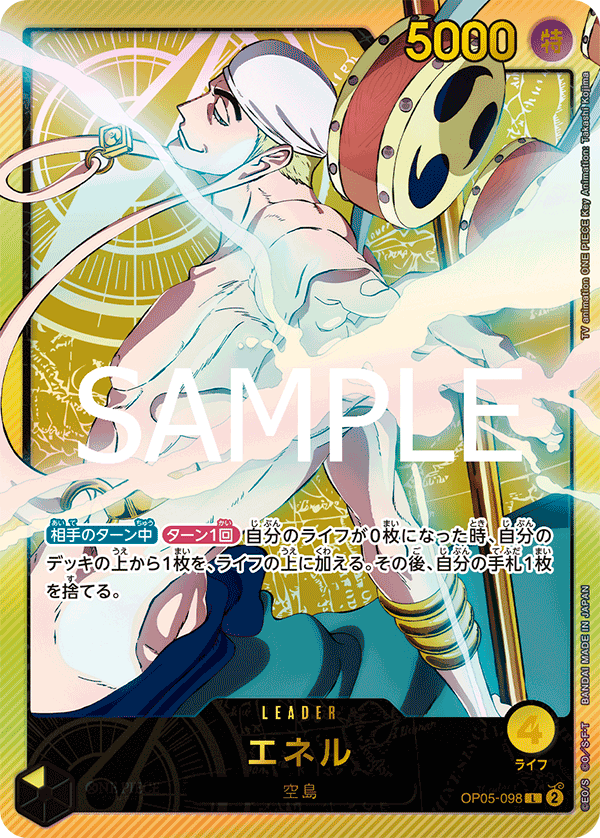 5000 特
TV animation ONE PIECE Key Animation: Takashi Kojima
SAMPLE
相手のターン中 ターン1回 自分のライフが0枚になった時、自分の
デッキの上から1枚を、ライフの上に加える。その後、自分の手札1枚
を捨てる。
LEADER
エネル
空島
4
ライフ
OP05-098 L 2
©E.O/S ©O/S・F・T BANDAI MADE IN JAPAN